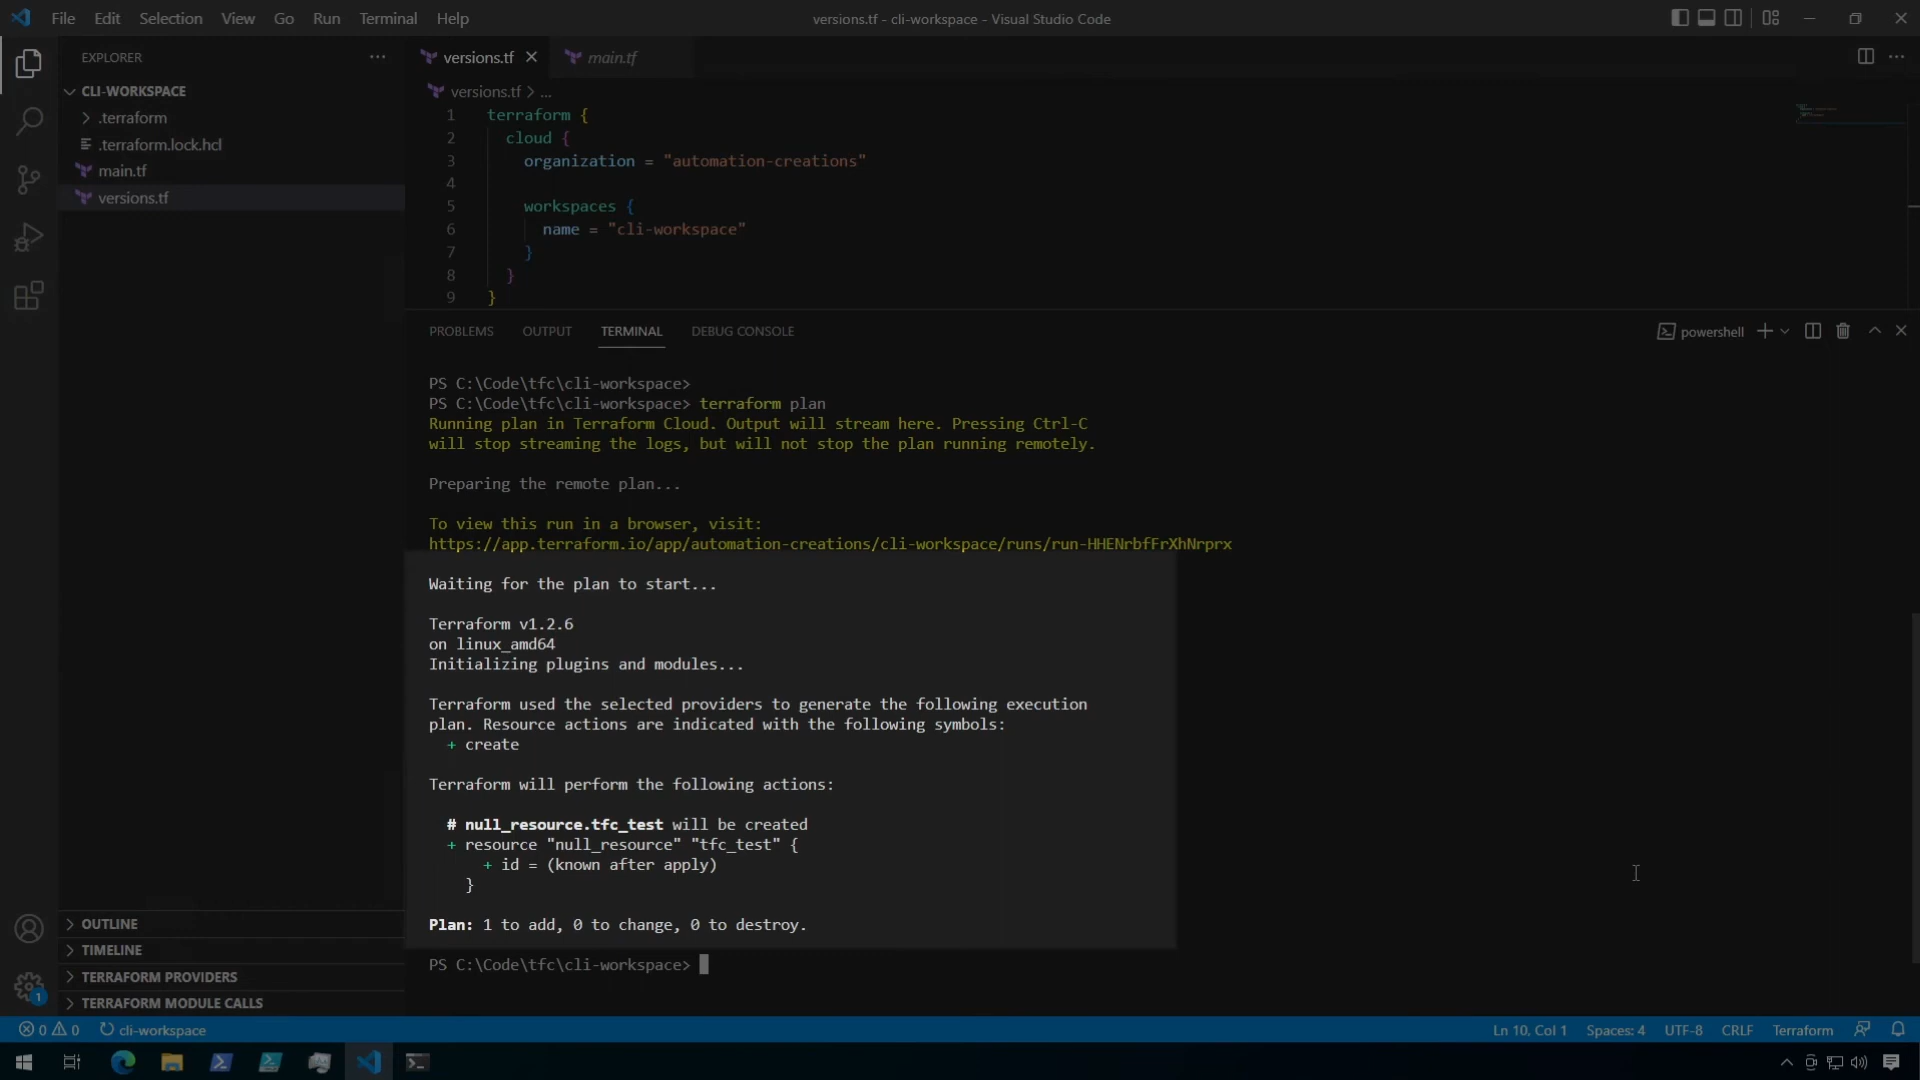 File Edit Selection View Go Run Terminal Help
versions.tf - cli-workspace - Visual Studio Code
EXPLORER
CLI-WORKSPACE
.terraform
.terraform.lock.hcl
main.tf
versions.tf
OUTLINE
TIMELINE
TERRAFORM PROVIDERS
TERRAFORM MODULE CALLS
versions.tf main.tf
versions.tf > ...
1 terraform {
2 cloud {
3 organization = "automation-creations"
4
5 workspaces {
6 name = "cli-workspace"
7 }
8 }
9 }
PROBLEMS OUTPUT TERMINAL DEBUG CONSOLE
powershell
PS C:\Code\tfc\cli-workspace>
PS C:\Code\tfc\cli-workspace> terraform plan
Running plan in Terraform Cloud. Output will stream here. Pressing Ctrl-C
will stop streaming the logs, but will not stop the plan running remotely.
Preparing the remote plan...
To view this run in a browser, visit:
https://app.terraform.io/app/automation-creations/cli-workspace/runs/run-HHENrbfFrXhNrprx
Waiting for the plan to start...
Terraform v1.2.6
on linux_amd64
Initializing plugins and modules...
Terraform used the selected providers to generate the following execution
plan. Resource actions are indicated with the following symbols:
+ create
Terraform will perform the following actions:
# null_resource.tfc_test will be created
+ resource "null_resource" "tfc_test" {
+ id = (known after apply)
}
Plan: 1 to add, 0 to change, 0 to destroy.
PS C:\Code\tfc\cli-workspace>
1
0 0 cli-workspace
Ln 10, Col 1 Spaces: 4 UTF-8 CRLF Terraform